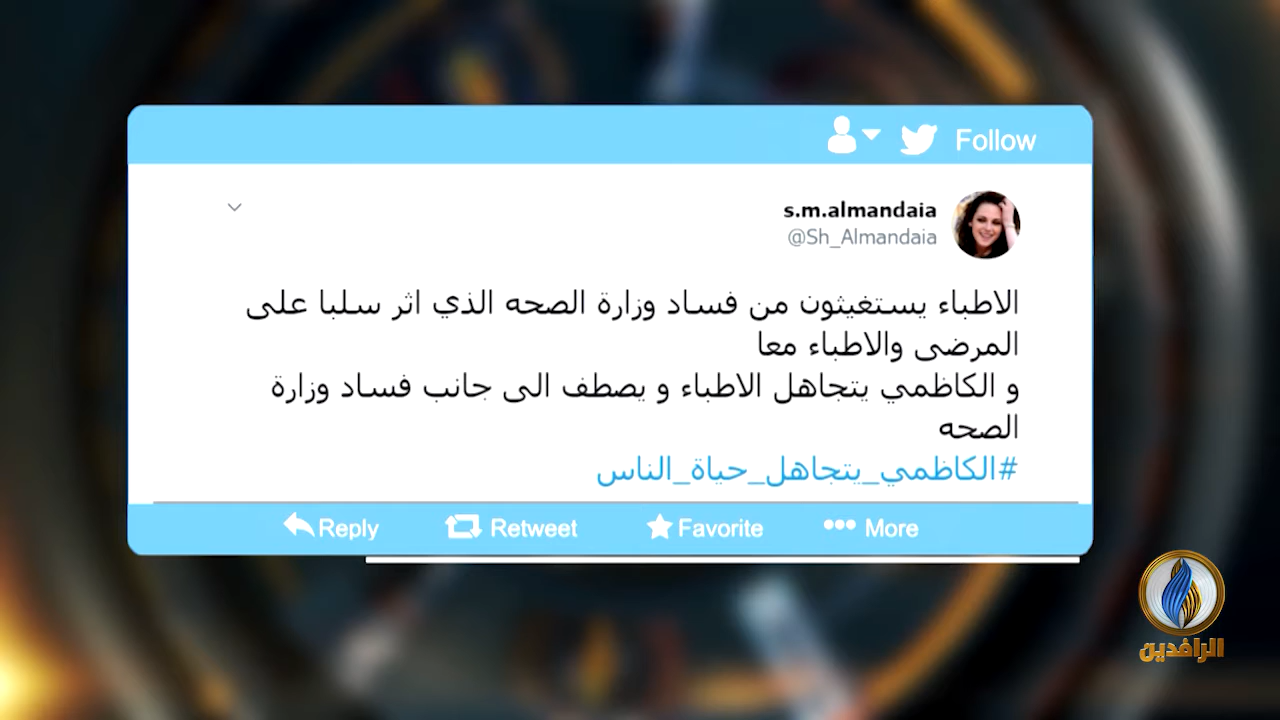 Follow
s.m.almandaia
@Sh_Almandaia
الاطباء يستغيثون من فساد وزارة الصحه الذي اثر سلبا على
المرضى والاطباء معا
و الكاظمي يتجاهل الاطباء و يصطف الى جانب فساد وزارة
الصحه
#الكاظمي_يتجاهل_حياة_الناس
Reply Retweet Favorite More
الرافدين